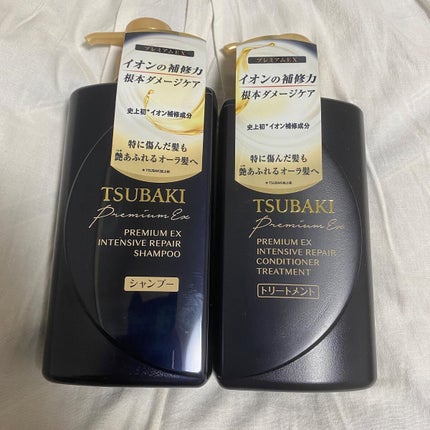 プレミアムEX
イオンの補修力
根本ダメージケア
史上初*イオン補修成分
特に傷んだ髪も
艶あふれるオーラ髪へ
TSUBAKI
Premium Ex
PREMIUM EX
INTENSIVE REPAIR
SHAMPOO
シャンプー
プレミアムEX
イオンの補修力
根本ダメージケア
史上初*イオン補修成分
特に傷んだ髪も
艶あふれるオーラ髪へ
TSUBAKI
Premium Ex
PREMIUM EX
INTENSIVE REPAIR
CONDITIONER
TREATMENT
トリートメント